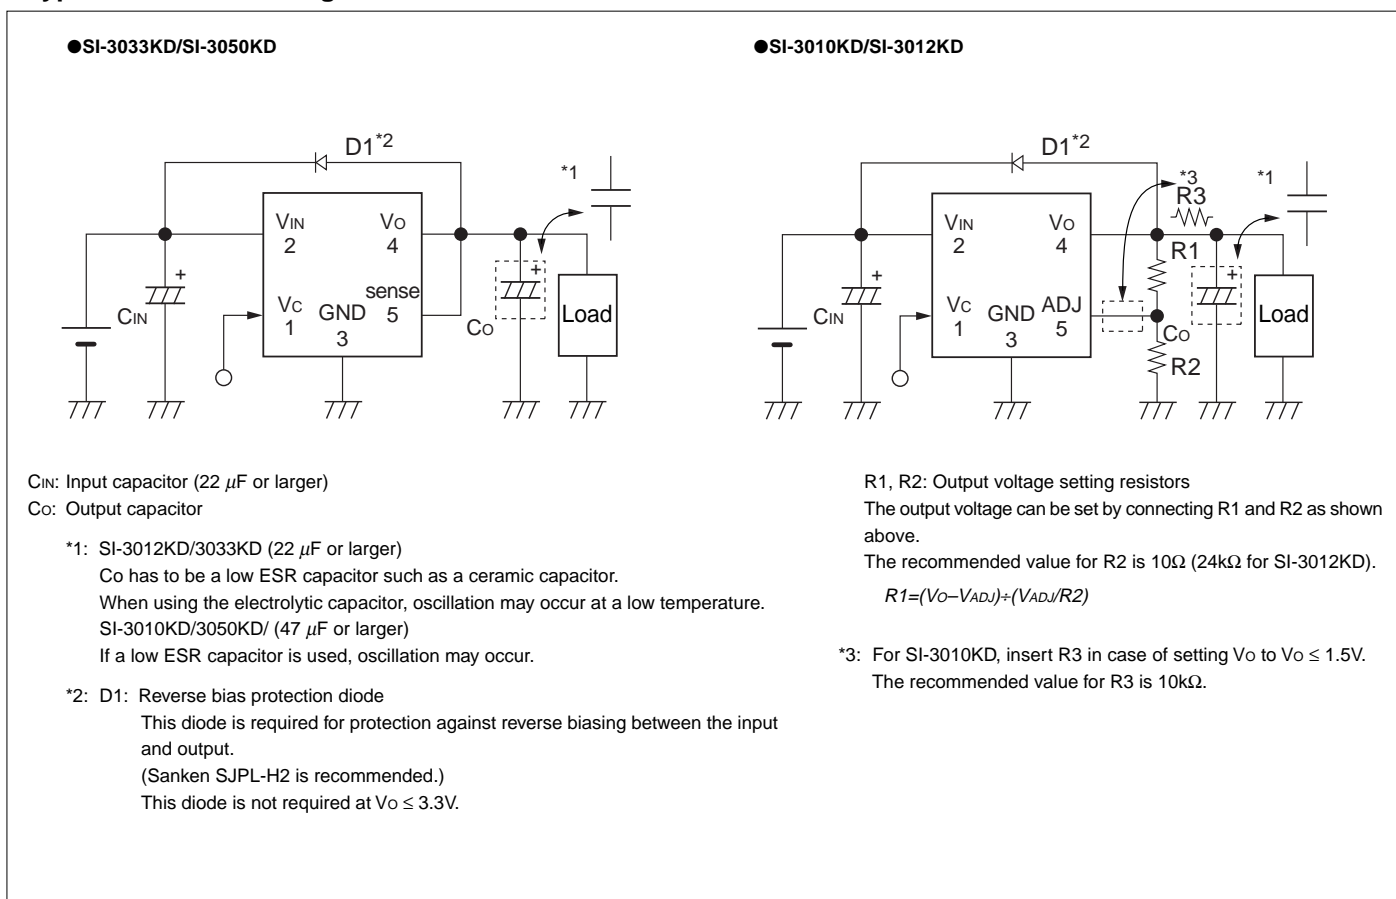 ●SI-3033KD/SI-3050KD
D1*2
*1
VIN
2
VO
4
VC
1
GND
3
sense
5
CIN
+
CO
+
Load
●SI-3010KD/SI-3012KD
D1*2
*3
R3
*1
VIN
2
VO
4
R1
VC
1
GND
3
ADJ
5
CIN
+
CO
+
R2
Load
CIN: Input capacitor (22 μF or larger)
CO: Output capacitor
*1: SI-3012KD/3033KD (22 μF or larger)
Co has to be a low ESR capacitor such as a ceramic capacitor.
When using the electrolytic capacitor, oscillation may occur at a low temperature.
SI-3010KD/3050KD/ (47 μF or larger)
If a low ESR capacitor is used, oscillation may occur.
*2: D1: Reverse bias protection diode
This diode is required for protection against reverse biasing between the input
and output.
(Sanken SJPL-H2 is recommended.)
This diode is not required at VO ≤ 3.3V.
R1, R2: Output voltage setting resistors
The output voltage can be set by connecting R1 and R2 as shown
above.
The recommended value for R2 is 10Ω (24kΩ for SI-3012KD).
R1=(VO–VADJ)÷(VADJ/R2)
*3: For SI-3010KD, insert R3 in case of setting VO to VO ≤ 1.5V.
The recommended value for R3 is 10kΩ.